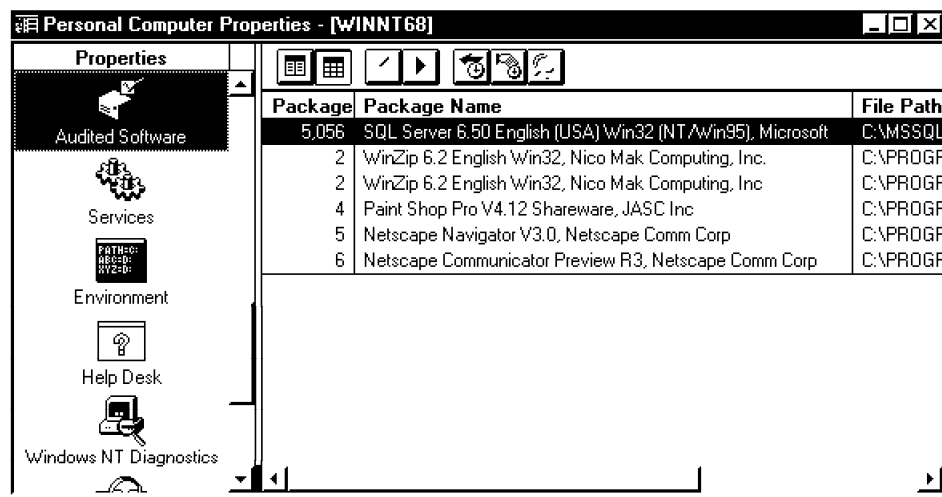 Personal Computer Properties - [WINNT68]
Properties
Audited Software
Services
PATH=C:
ABC=D:
XYZ=D:
Environment
Help Desk
Windows NT Diagnostics
Package Package Name File Path
5,056 SQL Server 6.50 English (USA) Win32 (NT/Win95), Microsoft C:\MSSQL
2 WinZip 6.2 English Win32, Nico Mak Computing, Inc. C:\PROGR
2 WinZip 6.2 English Win32, Nico Mak Computing, Inc C:\PROGR
4 Paint Shop Pro V4.12 Shareware, JASC Inc C:\PROGR
5 Netscape Navigator V3.0, Netscape Comm Corp C:\PROGR
6 Netscape Communicator Preview R3, Netscape Comm Corp C:\PROGR